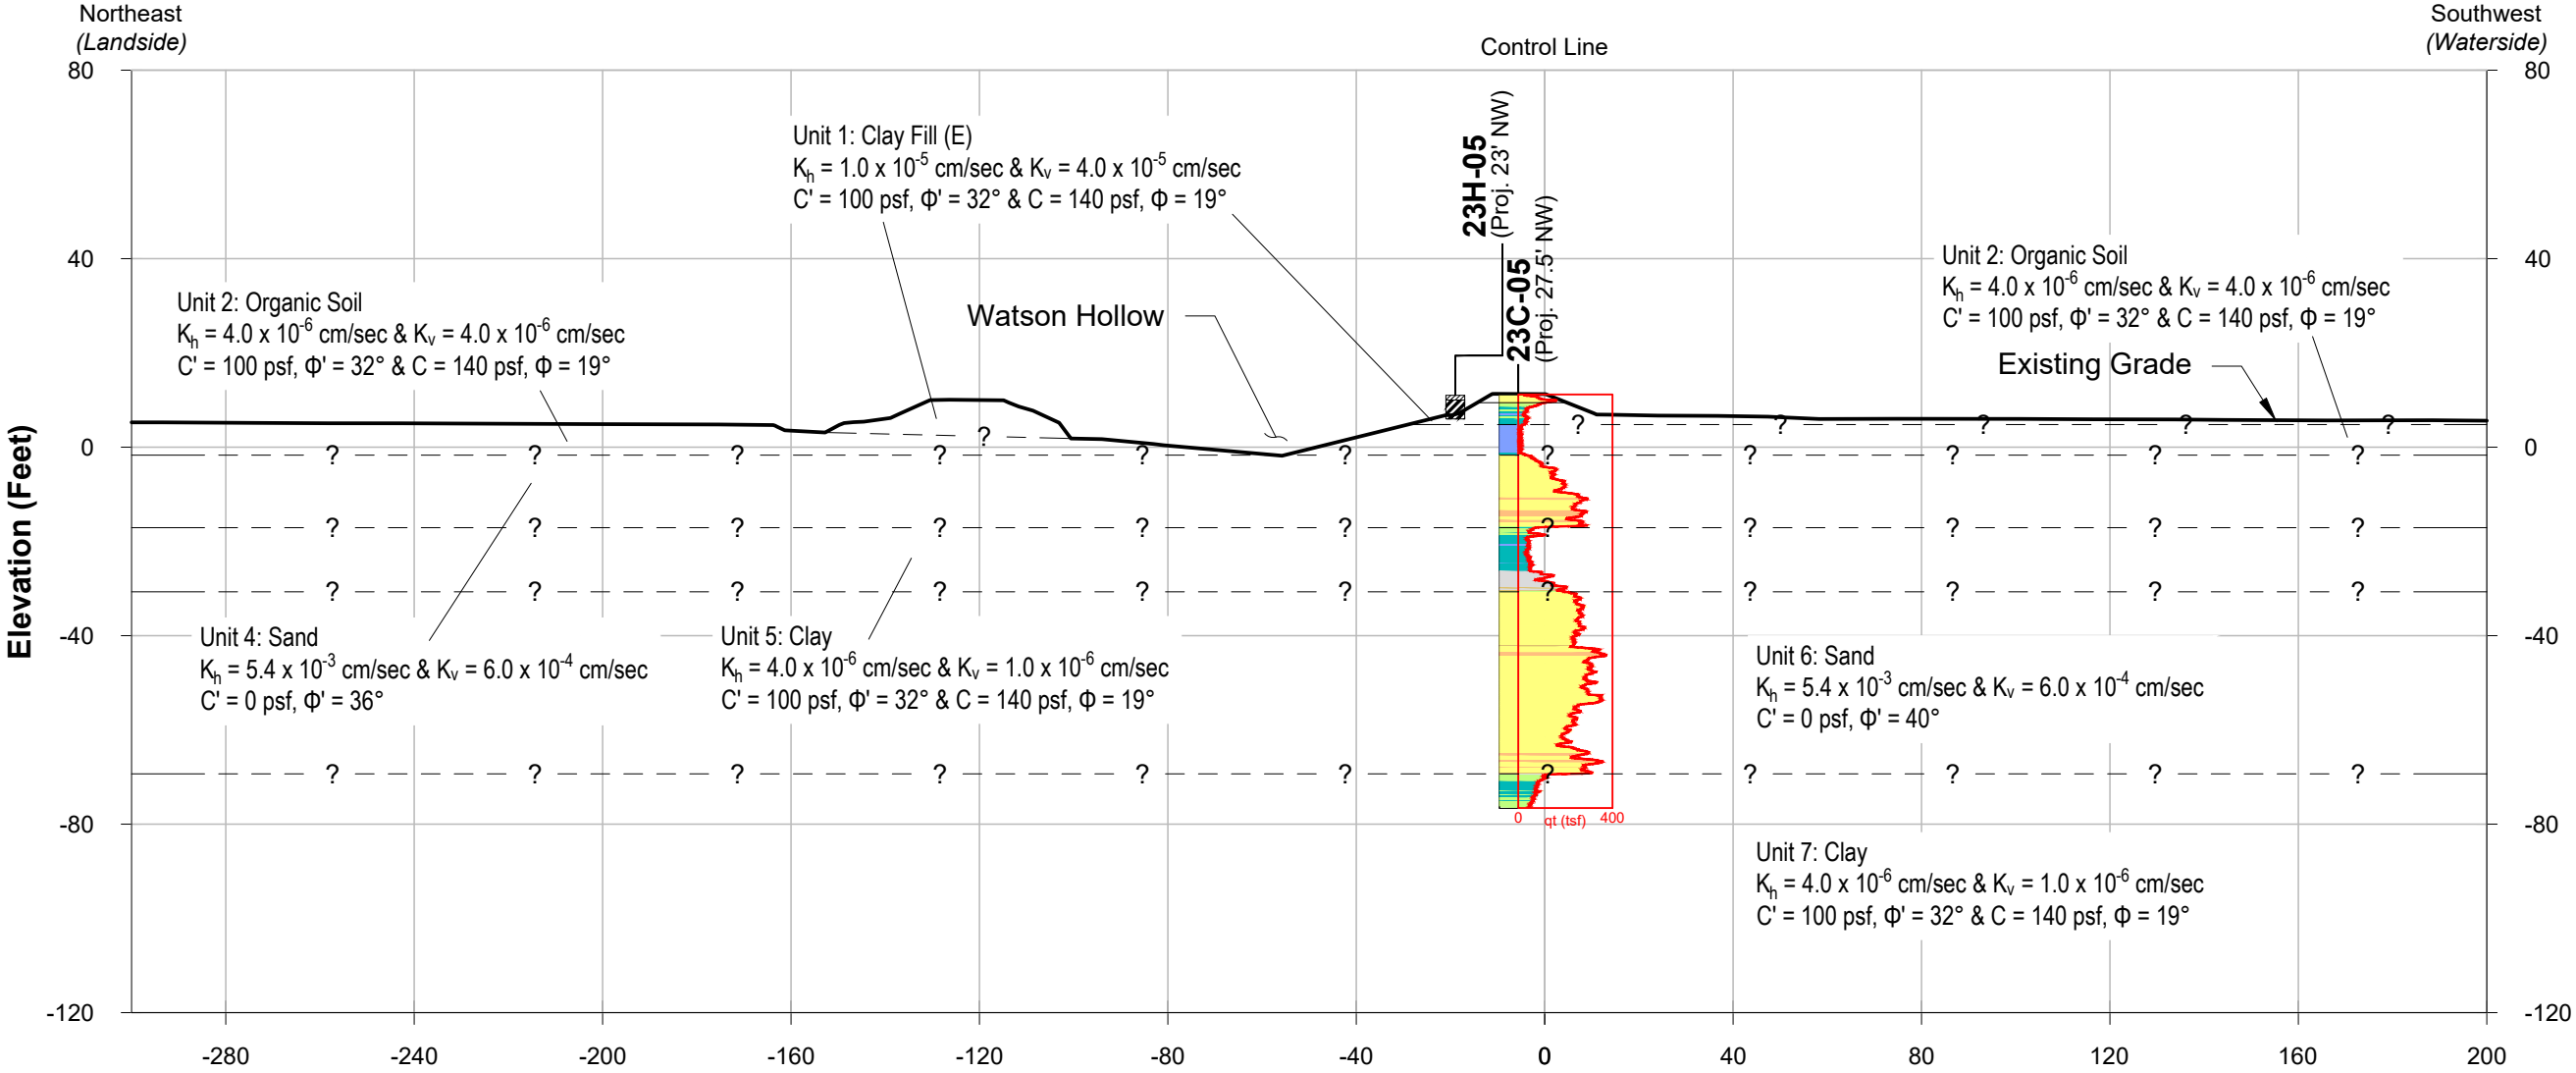 Northeast
(Landside)
Southwest
(Waterside)
Control Line
80
80
23H-05
(Proj. 23' NW)
Unit 1: Clay Fill (E)
Kh = 1.0 x 10-5 cm/sec & Kv = 4.0 x 10-5 cm/sec
C' = 100 psf, Φ' = 32° & C = 140 psf, Φ = 19°
23C-05
(Proj. 27.5' NW)
40
40
Unit 2: Organic Soil
Kh = 4.0 x 10-6 cm/sec & Kv = 4.0 x 10-6 cm/sec
C' = 100 psf, Φ' = 32° & C = 140 psf, Φ = 19°
Unit 2: Organic Soil
Kh = 4.0 x 10-6 cm/sec & Kv = 4.0 x 10-6 cm/sec
C' = 100 psf, Φ' = 32° & C = 140 psf, Φ = 19°
Watson Hollow
Existing Grade
Elevation (Feet)
? ? ? ? ? ?
0
0
? ? ? ? ? ? ? ? ? ? ?
? ? ? ? ? ? ? ? ? ? ?
? ? ? ? ? ? ? ? ? ? ?
-40
-40
Unit 4: Sand
Kh = 5.4 x 10-3 cm/sec & Kv = 6.0 x 10-4 cm/sec
C' = 0 psf, Φ' = 36°
Unit 5: Clay
Kh = 4.0 x 10-6 cm/sec & Kv = 1.0 x 10-6 cm/sec
C' = 100 psf, Φ' = 32° & C = 140 psf, Φ = 19°
Unit 6: Sand
Kh = 5.4 x 10-3 cm/sec & Kv = 6.0 x 10-4 cm/sec
C' = 0 psf, Φ' = 40°
? ? ? ? ? ? ? ? ? ? ?
0 qt (tsf) 400
-80
-80
Unit 7: Clay
Kh = 4.0 x 10-6 cm/sec & Kv = 1.0 x 10-6 cm/sec
C' = 100 psf, Φ' = 32° & C = 140 psf, Φ = 19°
-120
-120
-280 -240 -200 -160 -120 -80 -40 0 40 80 120 160 200